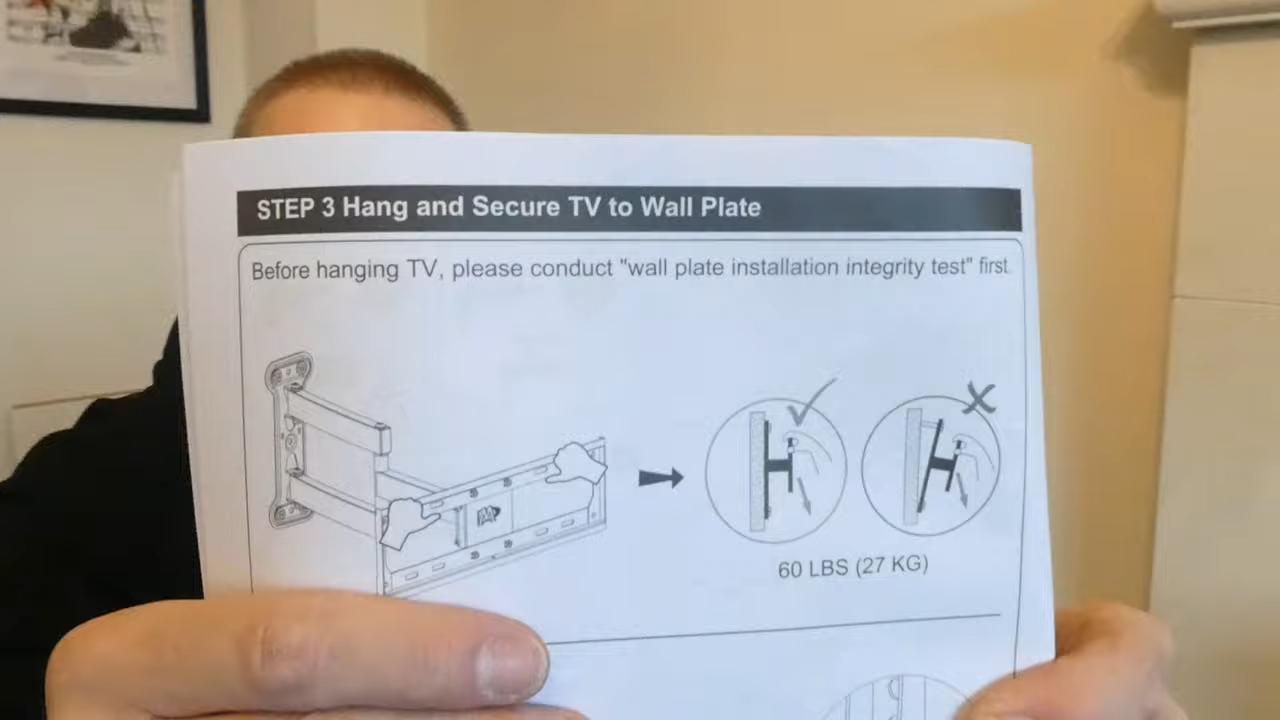 STEP 3 Hang and Secure TV to Wall Plate
Before hanging TV, please conduct "wall plate installation integrity test" first
60 LBS (27 KG)